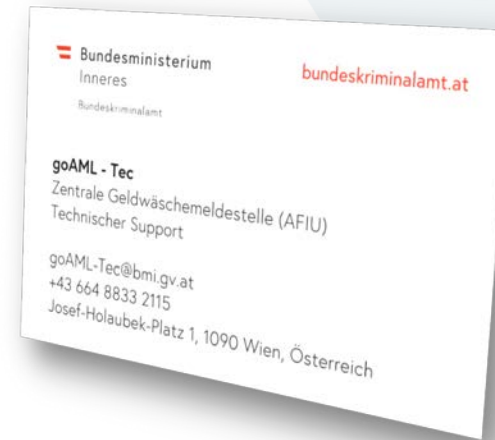 Bundesministerium
Inneres
Bundeskriminalamt
bundeskriminalamt.at
goAML - Tec
Zentrale Geldwäschemeldestelle (AFIU)
Technischer Support
goAML-Tec@bmi.gv.at
+43 664 8833 2115
Josef-Holaubek-Platz 1, 1090 Wien, Österreich